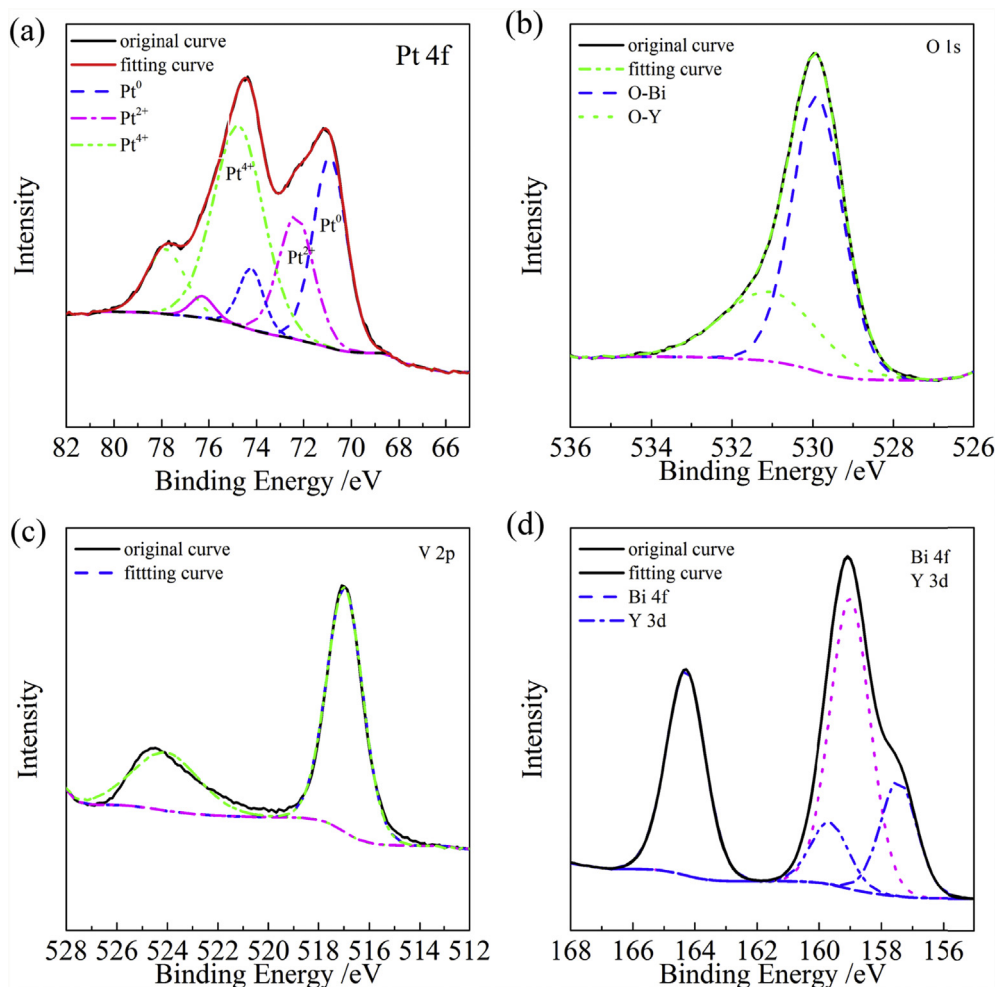 (a)
original curve
fitting curve
Pt0
Pt2+
Pt4+
Pt 4f
Pt4+
Pt0
Pt2+
Intensity
82 80 78 76 74 72 70 68 66
Binding Energy /eV
(b)
original curve
fitting curve
O-Bi
O-Y
O 1s
Intensity
536 534 532 530 528 526
Binding Energy /eV
(c)
original curve
fittting curve
V 2p
Intensity
528 526 524 522 520 518 516 514 512
Binding Energy /eV
(d)
original curve
fitting curve
Bi 4f
Y 3d
Bi 4f
Y 3d
Intensity
168 166 164 162 160 158 156
Binding Energy /eV